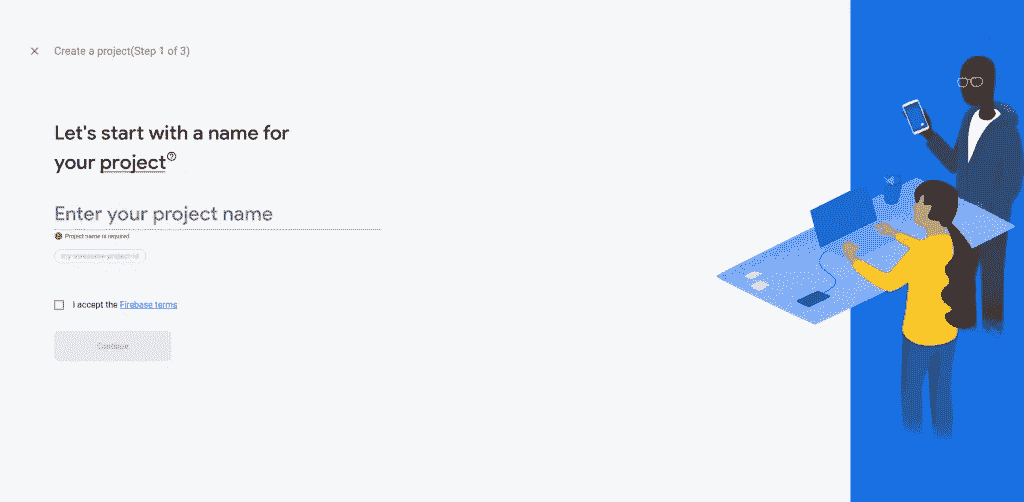 Create a project(Step 1 of 3)
Let's start with a name for
your project
Enter your project name
Project name is required
my-awesome-project-id
I accept the Firebase terms
Continue